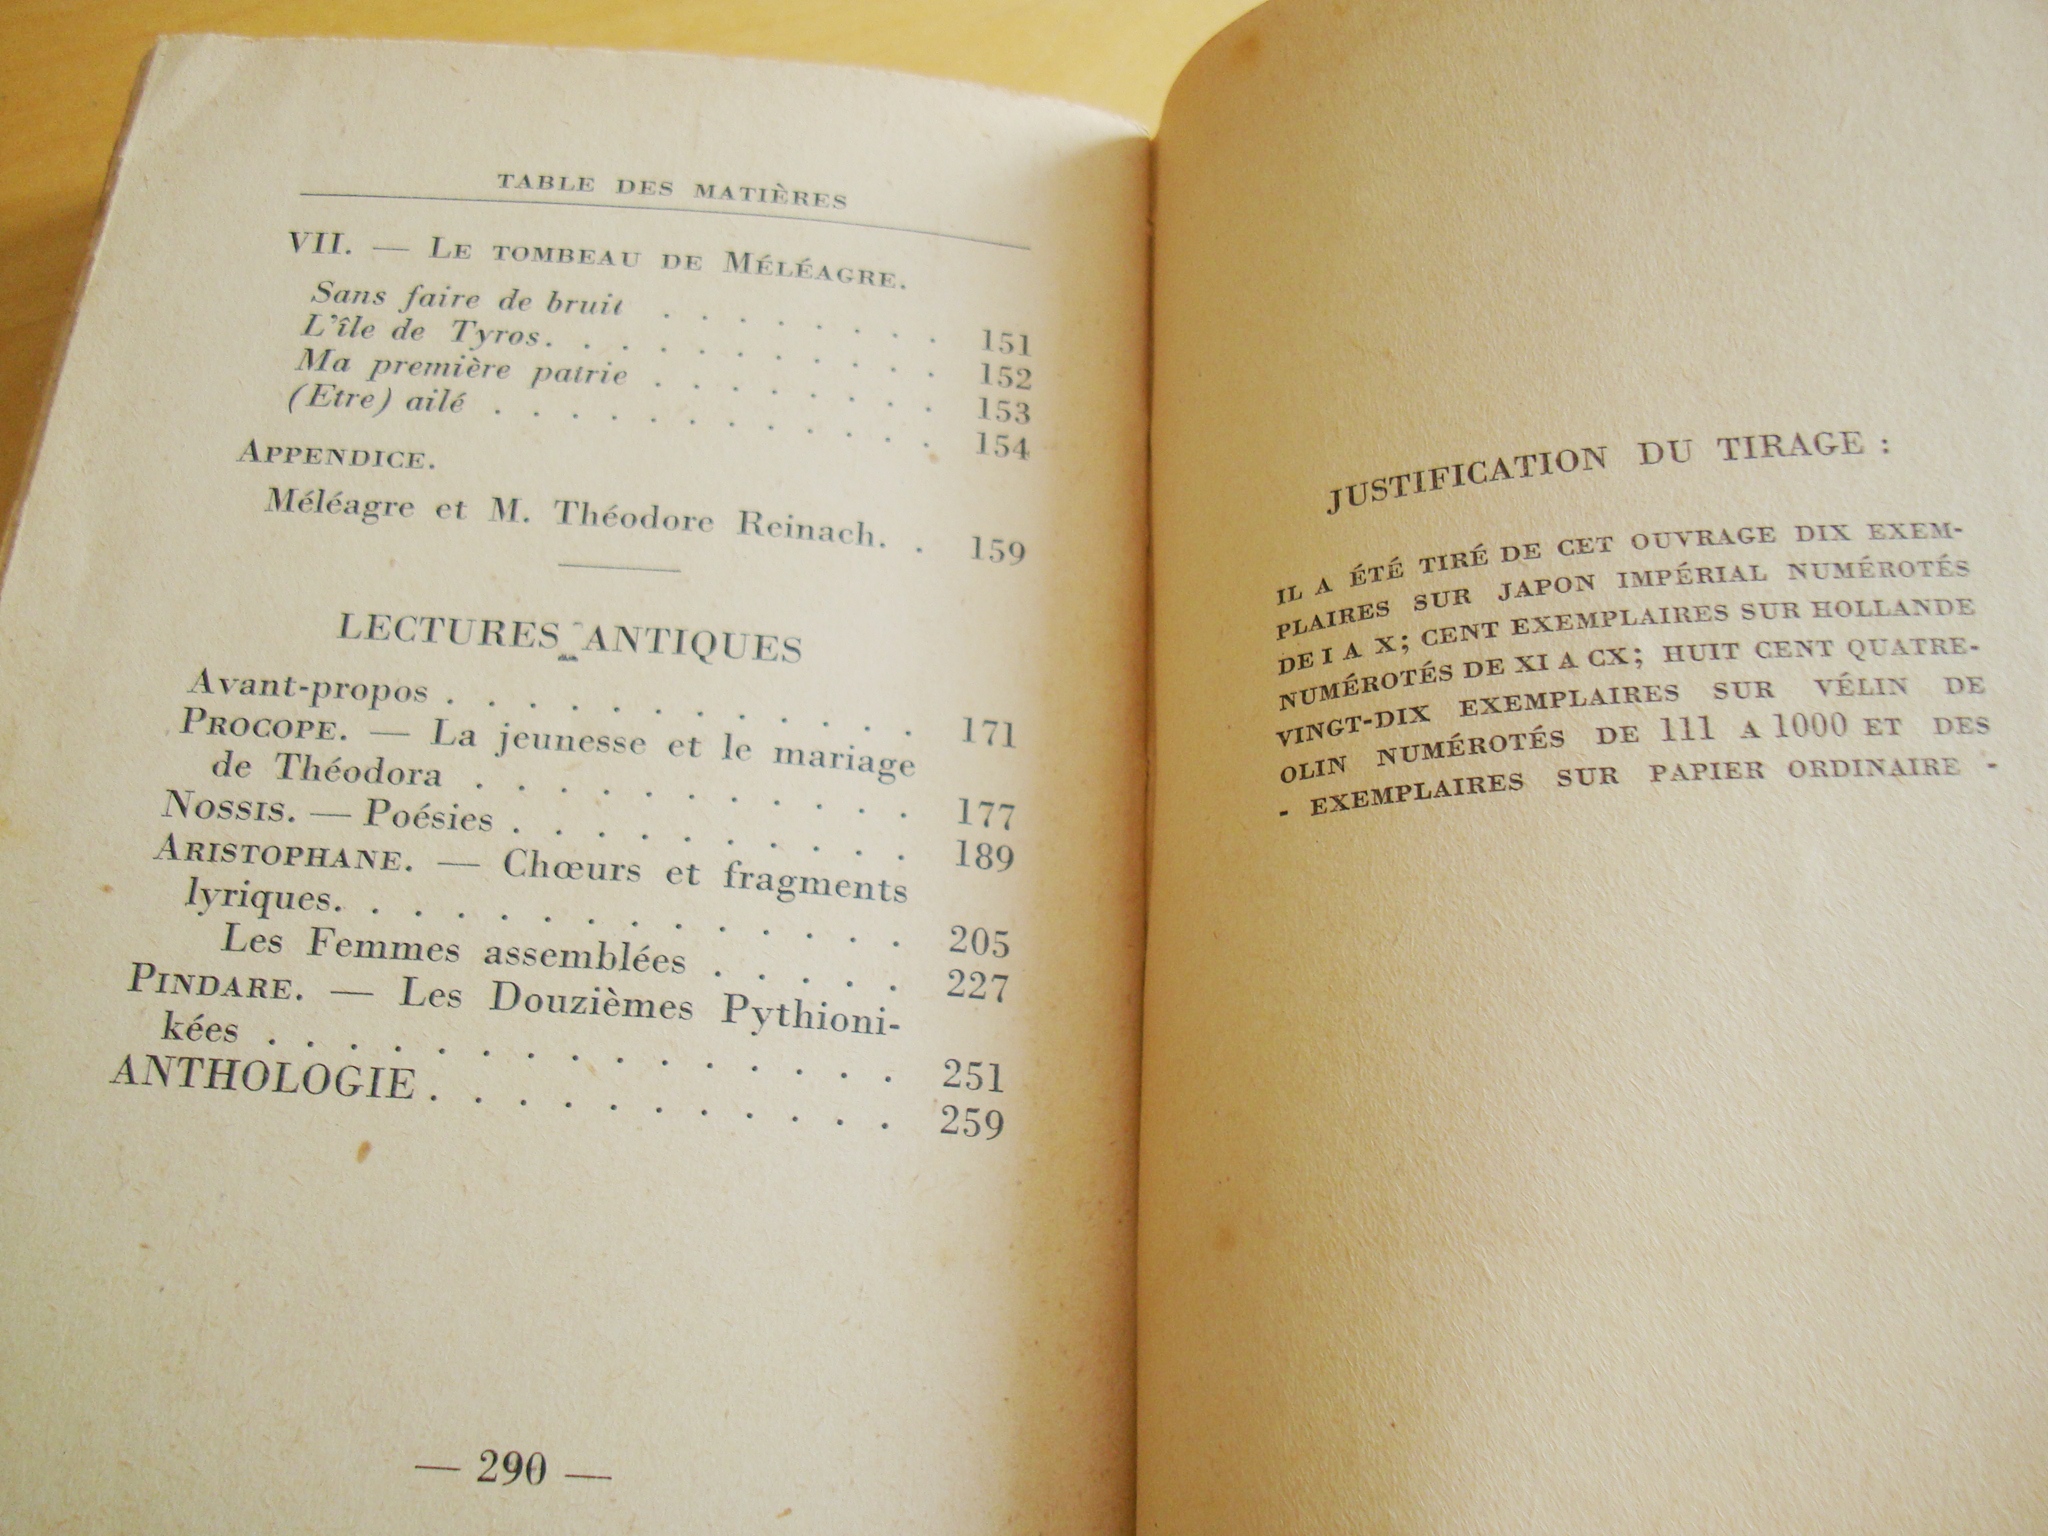 TABLE DES MATIÈRES
VII. — LE TOMBEAU DE MÉLÉAGRE.
Sans faire de bruit . . . . . . . 151
L'île de Tyros. . . . . . . . . . 152
Ma première patrie . . . . . . . 153
(Etre) ailé . . . . . . . . . . . 154
APPENDICE.
Méléagre et M. Théodore Reinach. . 159
LECTURES ANTIQUES
Avant-propos . . . . . . . . . . . 171
PROCOPE. — La jeunesse et le mariage
de Théodora . . . . . . . . . . . 177
NOSSIS. — Poésies . . . . . . . . . . 189
ARISTOPHANE. — Chœurs et fragments
lyriques. . . . . . . . . . . . . . 205
Les Femmes assemblées . . . . . 227
PINDARE. — Les Douzièmes Pythioni-
kées . . . . . . . . . . . . . . . 251
ANTHOLOGIE . . . . . . . . . . . 259
— 290 —
JUSTIFICATION DU TIRAGE :
IL A ÉTÉ TIRÉ DE CET OUVRAGE DIX EXEM-
PLAIRES SUR JAPON IMPÉRIAL NUMÉROTÉS
DE I A X; CENT EXEMPLAIRES SUR HOLLANDE
NUMÉROTÉS DE XI A CX; HUIT CENT QUATRE-
VINGT-DIX EXEMPLAIRES SUR VÉLIN DE
OLIN NUMÉROTÉS DE 111 A 1000 ET DES
- EXEMPLAIRES SUR PAPIER ORDINAIRE -